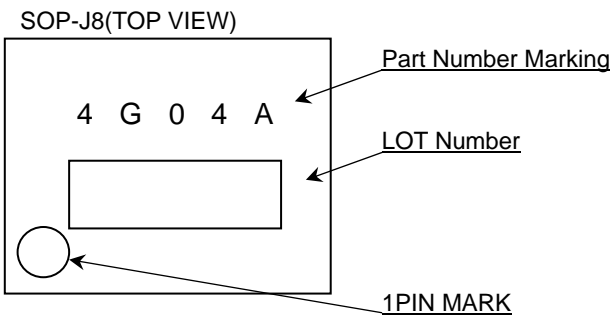 SOP-J8(TOP VIEW)
Part Number Marking
4 G 0 4 A
LOT Number
1PIN MARK